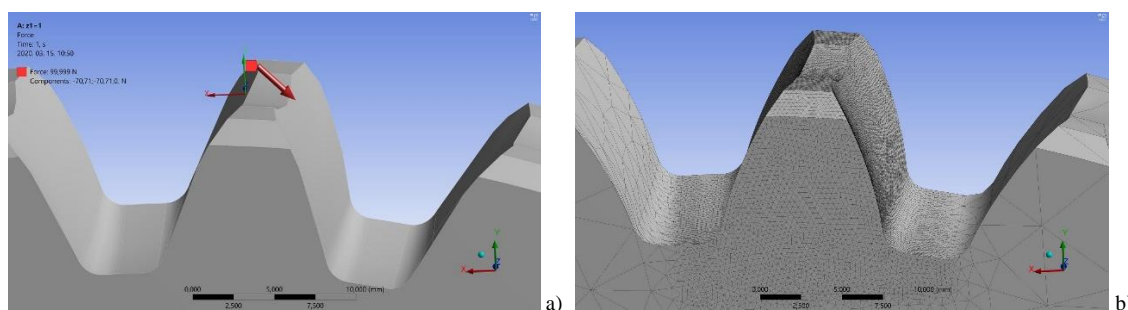 A: z1-1
Force
Time: 1, s
2020. 03. 15. 10:50
Force: 99,999 N
Components: -70,71; -70,71; 0, N
Y
X
Z
0,000
5,000
10,000 (mm)
2,500
7,500
a)
Y
X
Z
0,000
5,000
10,000 (mm)
2,500
7,500
b)